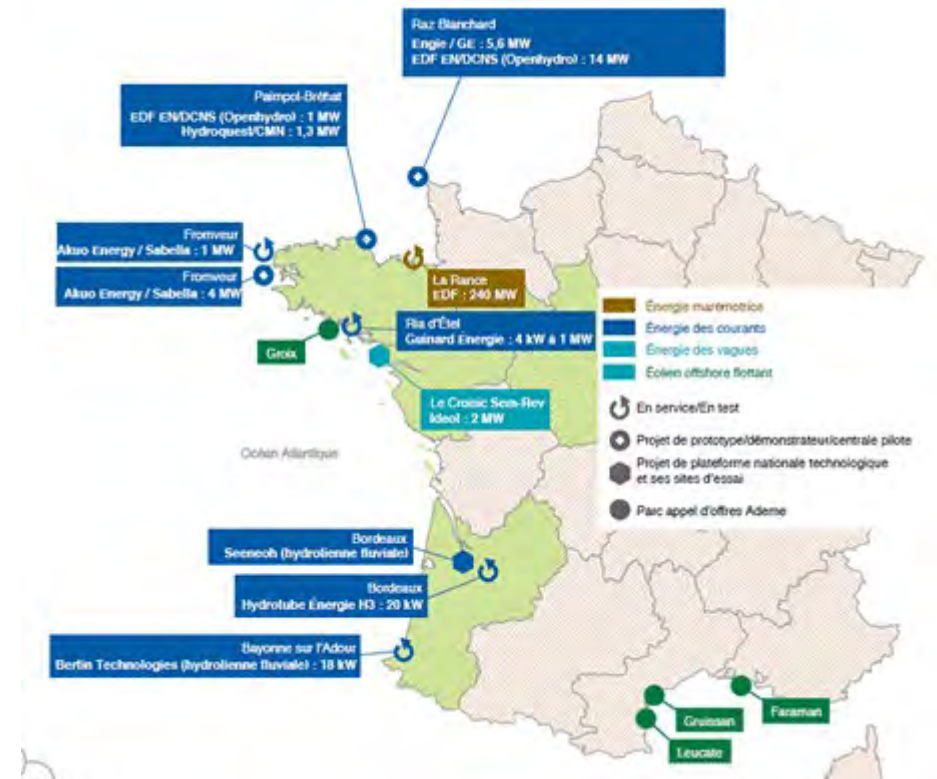 Raz Blanchard
Engie / GE : 5,6 MW
EDF EN/DCNS (Openhydro) : 14 MW
Paimpol-Bréhat
EDF EN/DCNS (Openhydro) : 1 MW
Hydroquest/CMN : 1,3 MW
Fromveur
Akuo Energy / Sabella : 1 MW
Fromveur
Akuo Energy / Sabella : 4 MW
La Rance
EDF : 240 MW
Ria d'Étel
Guinard Énergie : 4 kW à 1 MW
Groix
Le Croisic Sem-Rev
Ideol : 2 MW
Océan Atlantique
Énergie marémotrice
Énergie des courants
Énergie des vagues
Éolien offshore flottant
En service/En test
Projet de prototype/démonstrateur/centrale pilote
Projet de plateforme nationale technologique
et ses sites d'essai
Parc appel d'offres Ademe
Bordeaux
Seeneoh (hydrolienne fluviale)
Bordeaux
Hydrotube Énergie H3 : 20 kW
Bayonne sur l'Adour
Bertin Technologies (hydrolienne fluviale) : 18 kW
Faraman
Gruissan
Leucate